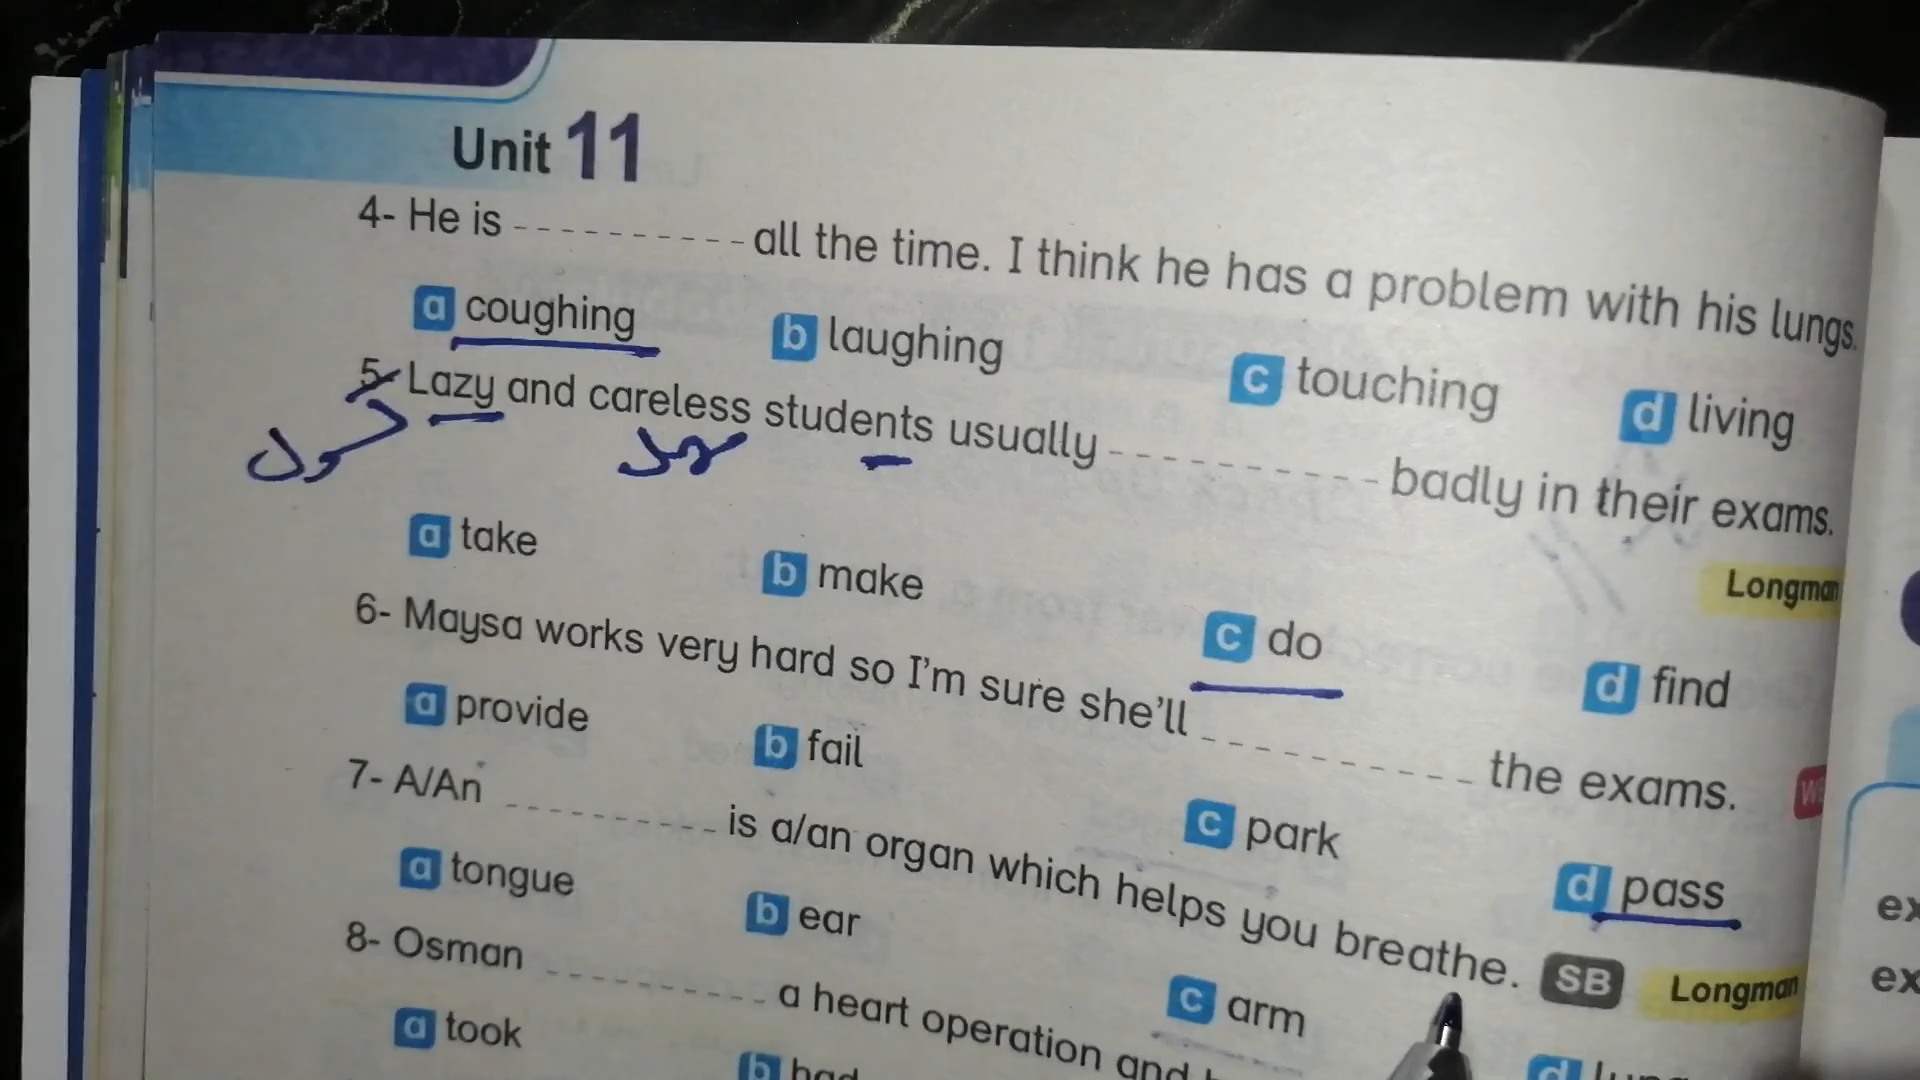 Unit 11
4- He is ---------- all the time. I think he has a problem with his lungs.
a coughing b laughing c touching d living
5- Lazy and careless students usually ---------- badly in their exams.
كسول
Longman
a take b make c do d find
6- Maysa works very hard so I'm sure she'll ---------- the exams.
a provide b fail c park d pass
7- A/An ---------- is a/an organ which helps you breathe. SB Longman
a tongue b ear c arm
8- Osman ---------- a heart operation and
a took b had